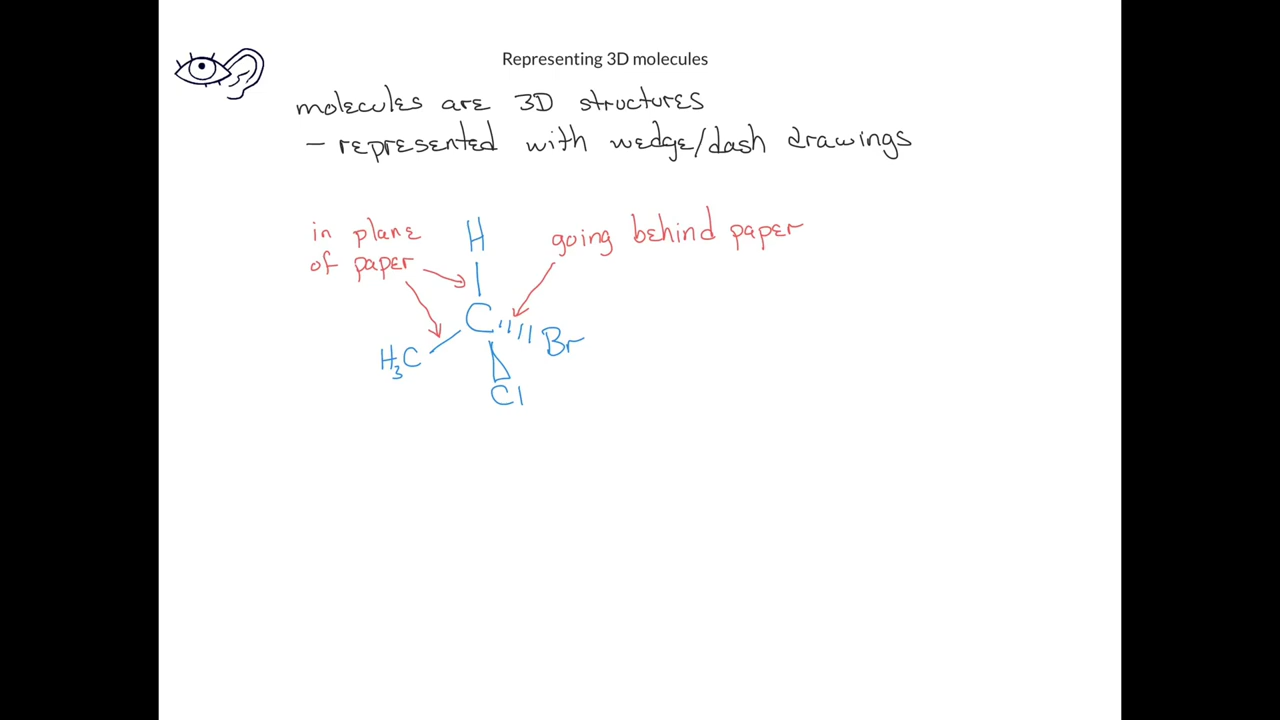 Representing 3D molecules
molecules are 3D structures
- represented with wedge/dash drawings
in plane
of paper
H
going behind paper
C
Br
H₃C
Cl